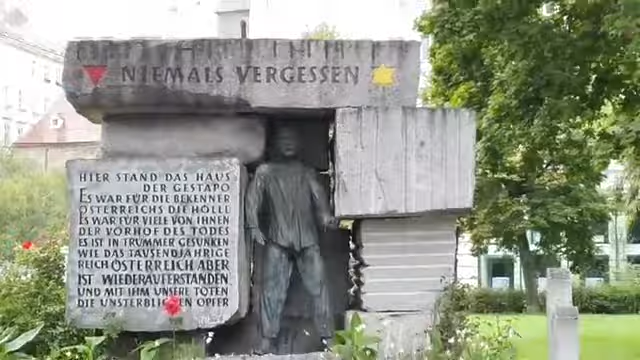 NIEMALS VERGESSEN
HIER STAND DAS HAUS
DER GESTAPO
ES WAR FÜR DIE BEKENNER
ÖSTERREICHS DIE HÖLLE
ES WAR FÜR VIELE VON IHNEN
DER VORHOF DES TODES
ES IST IN TRÜMMER GESUNKEN
WIE DAS TAUSENDJÄHRIGE
REICH ÖSTERREICH ABER
IST WIEDERAUFERSTANDEN
UND MIT IHM UNSERE TOTEN
DIE UNSTERBLICHEN OPFER